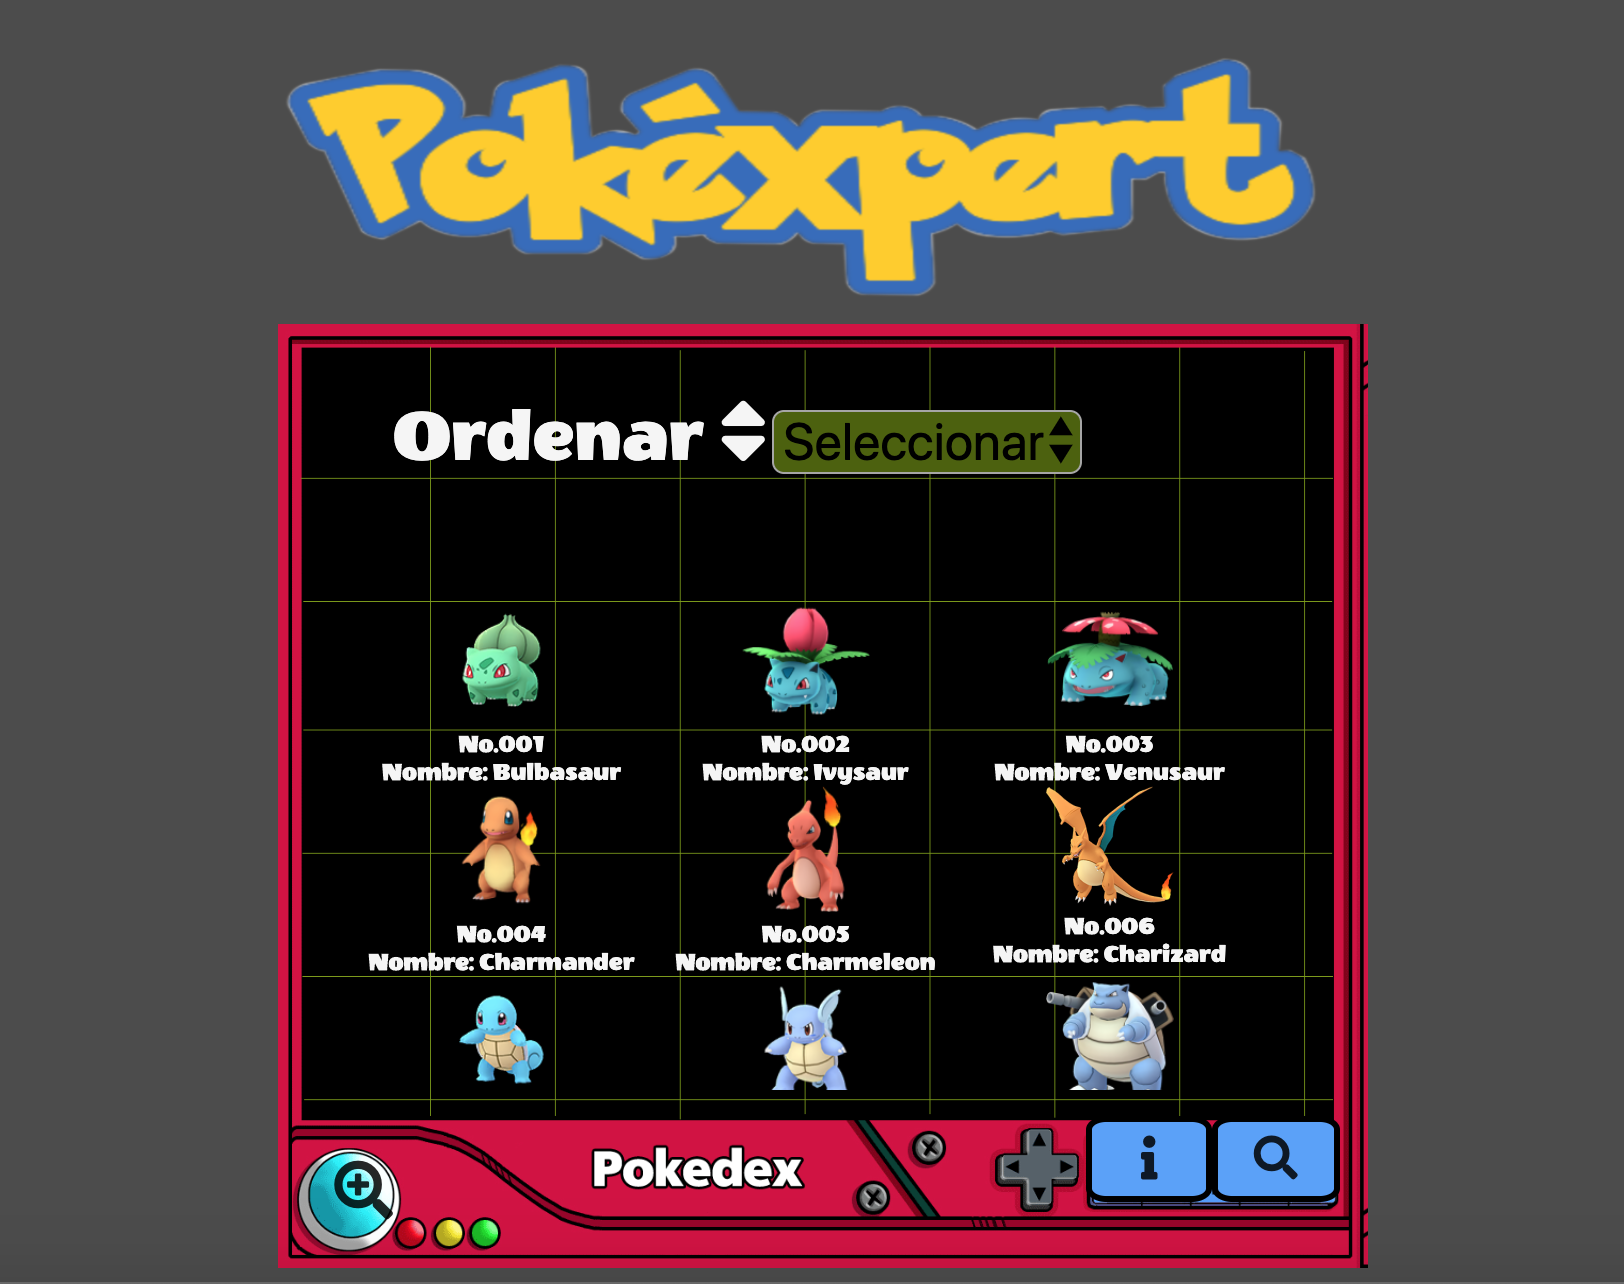 Pokéxpert
Ordenar Seleccionar
No.001
Nombre: Bulbasaur
No.002
Nombre: Ivysaur
No.003
Nombre: Venusaur
No.004
Nombre: Charmander
No.005
Nombre: Charmeleon
No.006
Nombre: Charizard
Pokedex